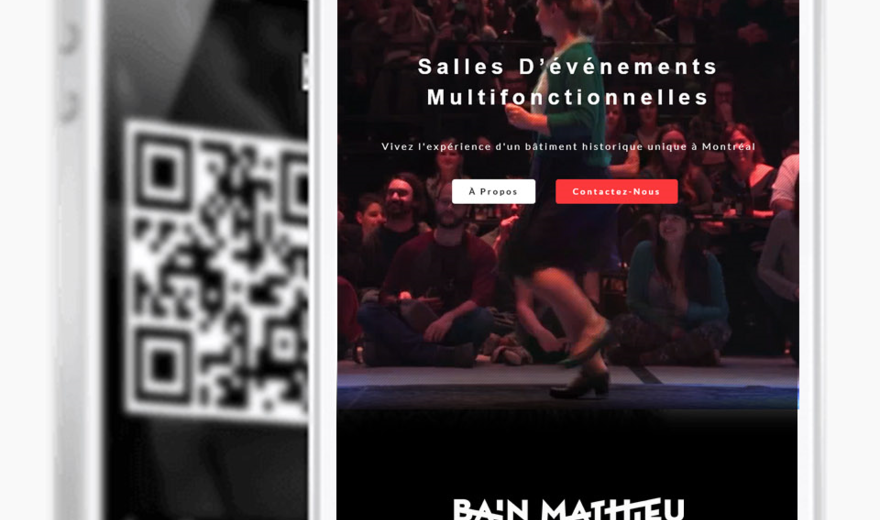 Salles D’événements
Multifonctionnelles
Vivez l'expérience d'un bâtiment historique unique à Montréal
À Propos
Contactez-Nous
BAIN MATHIEU